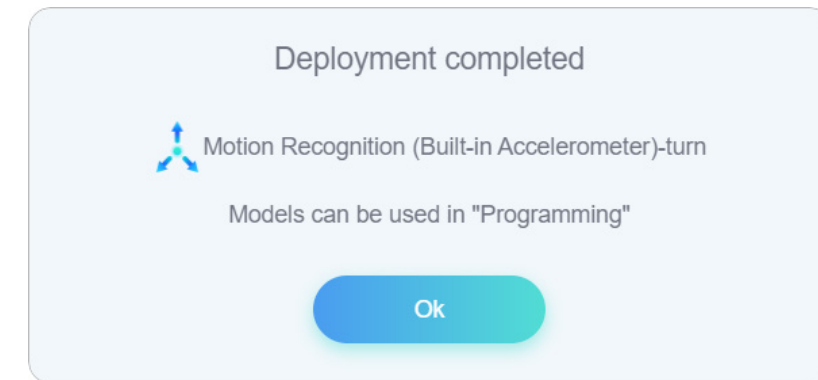 Deployment completed
Motion Recognition (Built-in Accelerometer)-turn
Models can be used in "Programming"
Ok